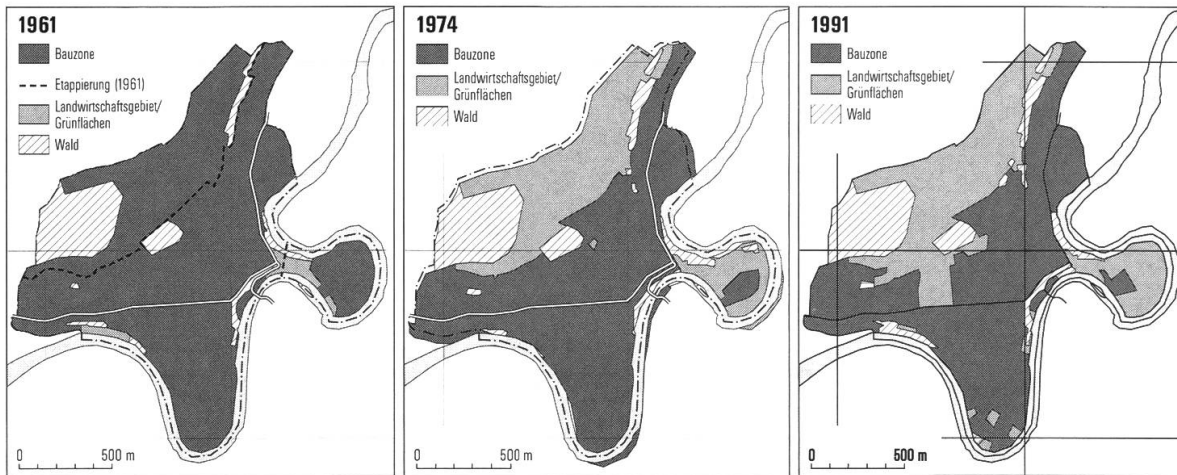 1961
Bauzone
Etappierung (1961)
Landwirtschaftsgebiet/
Grünflächen
Wald
0 500 m
1974
Bauzone
Landwirtschaftsgebiet/
Grünflächen
Wald
0 500 m
1991
Bauzone
Landwirtschaftsgebiet/
Grünflächen
Wald
0 500 m